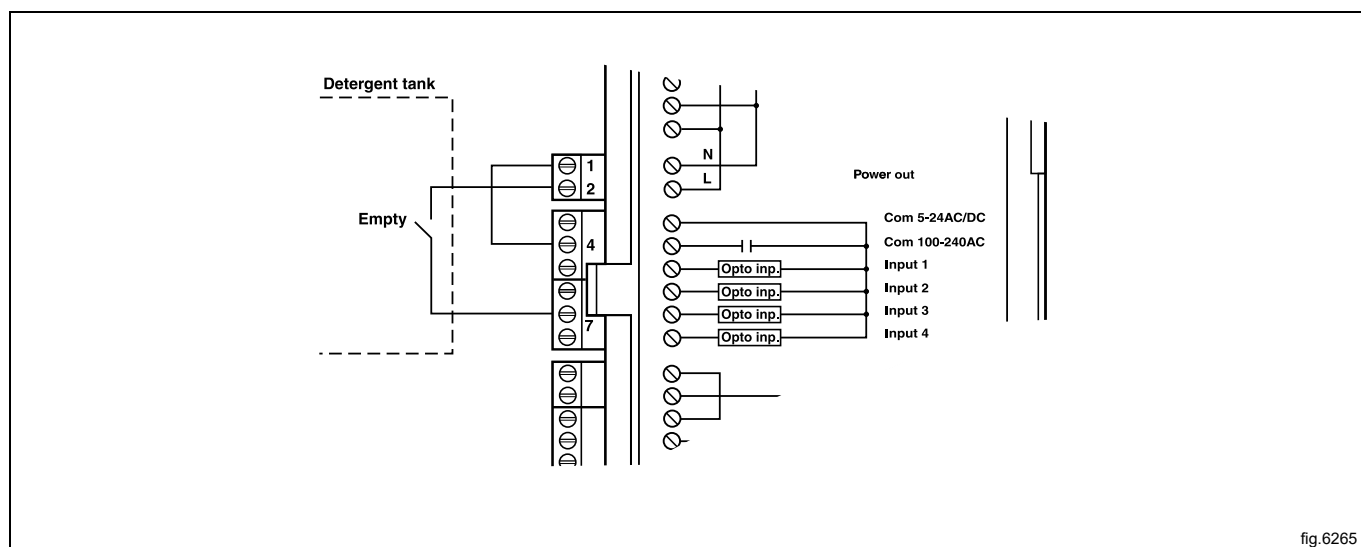 Detergent tank
Empty
1
2
4
7
N
L
Power out
Com 5-24AC/DC
Com 100-240AC
Opto inp. Input 1
Opto inp. Input 2
Opto inp. Input 3
Opto inp. Input 4
fig.6265